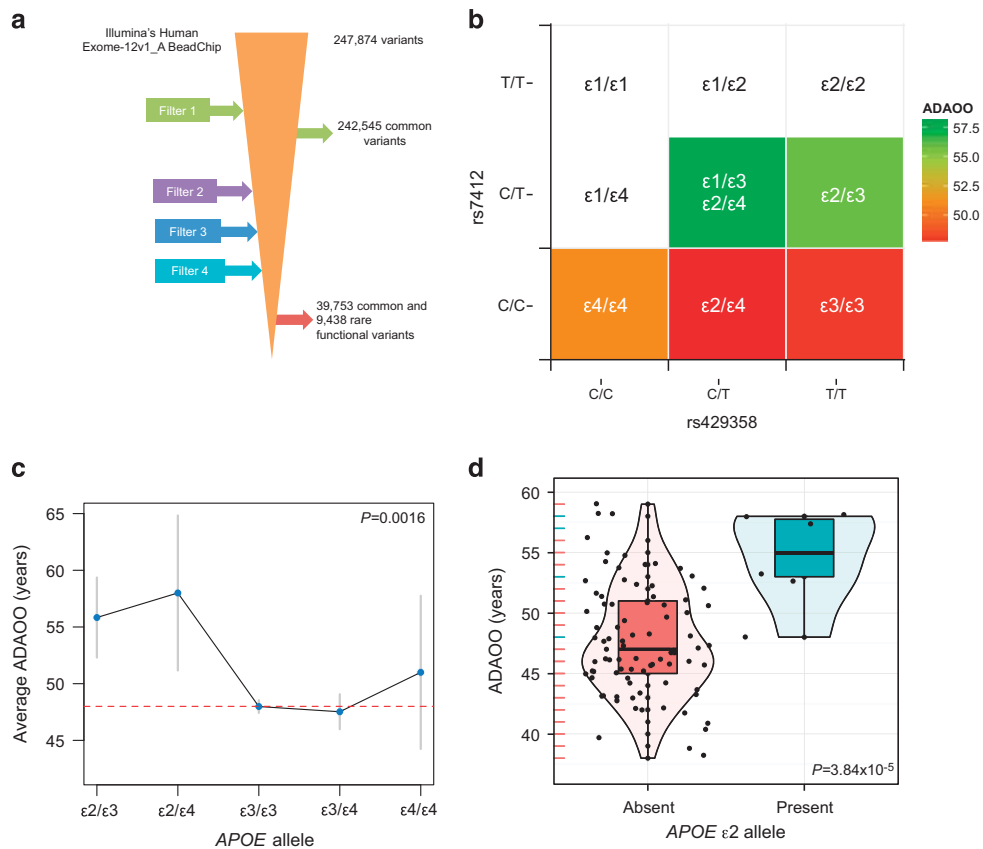 a
Illumina's Human
Exome-12v1_A BeadChip
247,874 variants
Filter 1
242,545 common
variants
Filter 2
Filter 3
Filter 4
39,753 common and
9,438 rare
functional variants
b
rs7412
T/T
C/T
C/C
ε1/ε1
ε1/ε2
ε2/ε2
ε1/ε4
ε1/ε3
ε2/ε4
ε2/ε3
ε4/ε4
ε2/ε4
ε3/ε3
C/C
C/T
T/T
rs429358
ADAOO
57.5
55.0
52.5
50.0
c
Average ADAOO (years)
65
60
55
50
45
P=0.0016
ε2/ε3
ε2/ε4
ε3/ε3
ε3/ε4
ε4/ε4
APOE allele
d
ADAOO (years)
60
55
50
45
40
P=3.84x10⁻⁵
Absent
Present
APOE ε2 allele